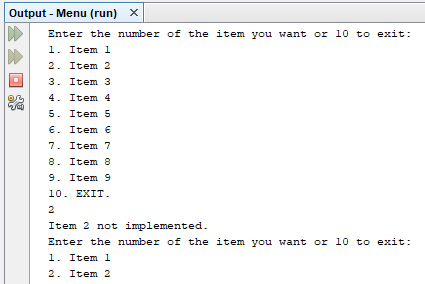 Output - Menu (run)
Enter the number of the item you want or 10 to exit:
1. Item 1
2. Item 2
3. Item 3
4. Item 4
5. Item 5
6. Item 6
7. Item 7
8. Item 8
9. Item 9
10. EXIT.
2
Item 2 not implemented.
Enter the number of the item you want or 10 to exit:
1. Item 1
2. Item 2